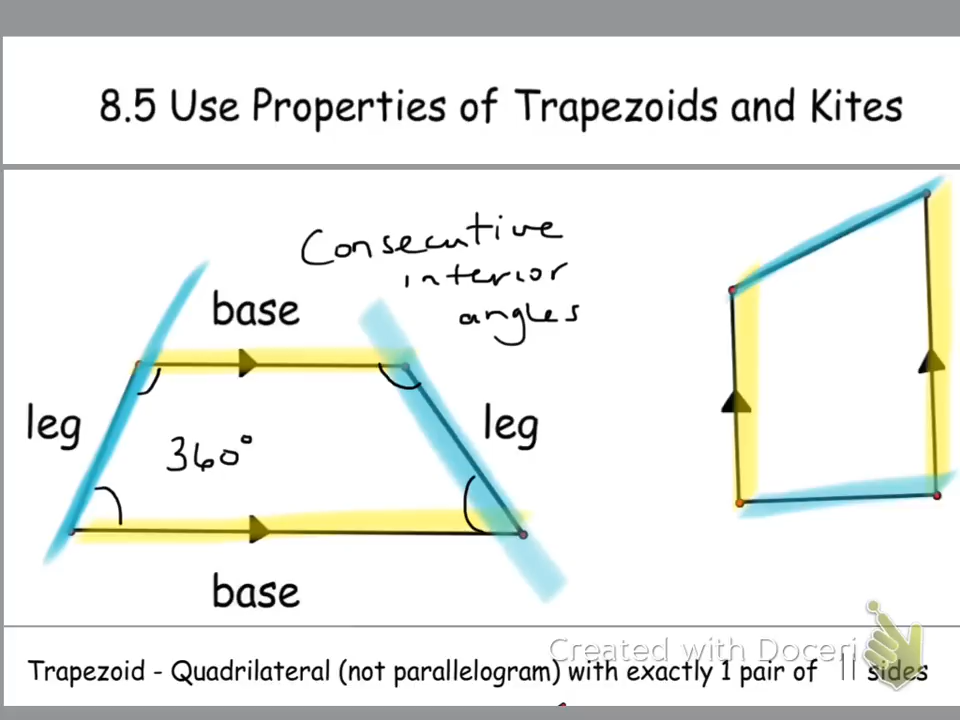 8.5 Use Properties of Trapezoids and Kites
Consecutive
interior
angles
base
leg
leg
360°
base
Created with Doceri
Trapezoid - Quadrilateral (not parallelogram) with exactly 1 pair of || sides